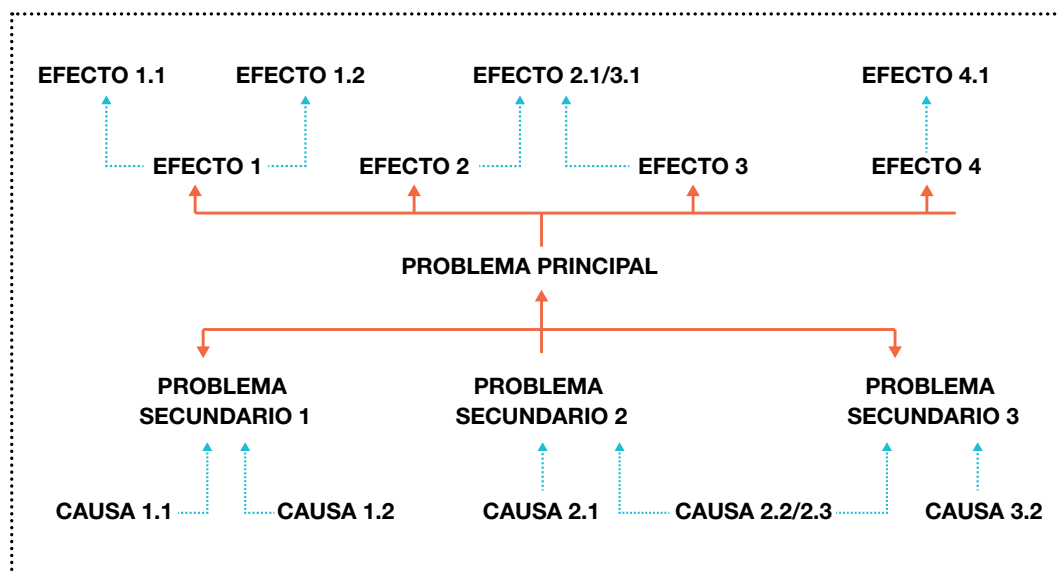 EFECTO 1.1 EFECTO 1.2 EFECTO 2.1/3.1 EFECTO 4.1
EFECTO 1 EFECTO 2 EFECTO 3 EFECTO 4
PROBLEMA PRINCIPAL
PROBLEMA
SECUNDARIO 1
PROBLEMA
SECUNDARIO 2
PROBLEMA
SECUNDARIO 3
CAUSA 1.1 CAUSA 1.2 CAUSA 2.1 CAUSA 2.2/2.3 CAUSA 3.2